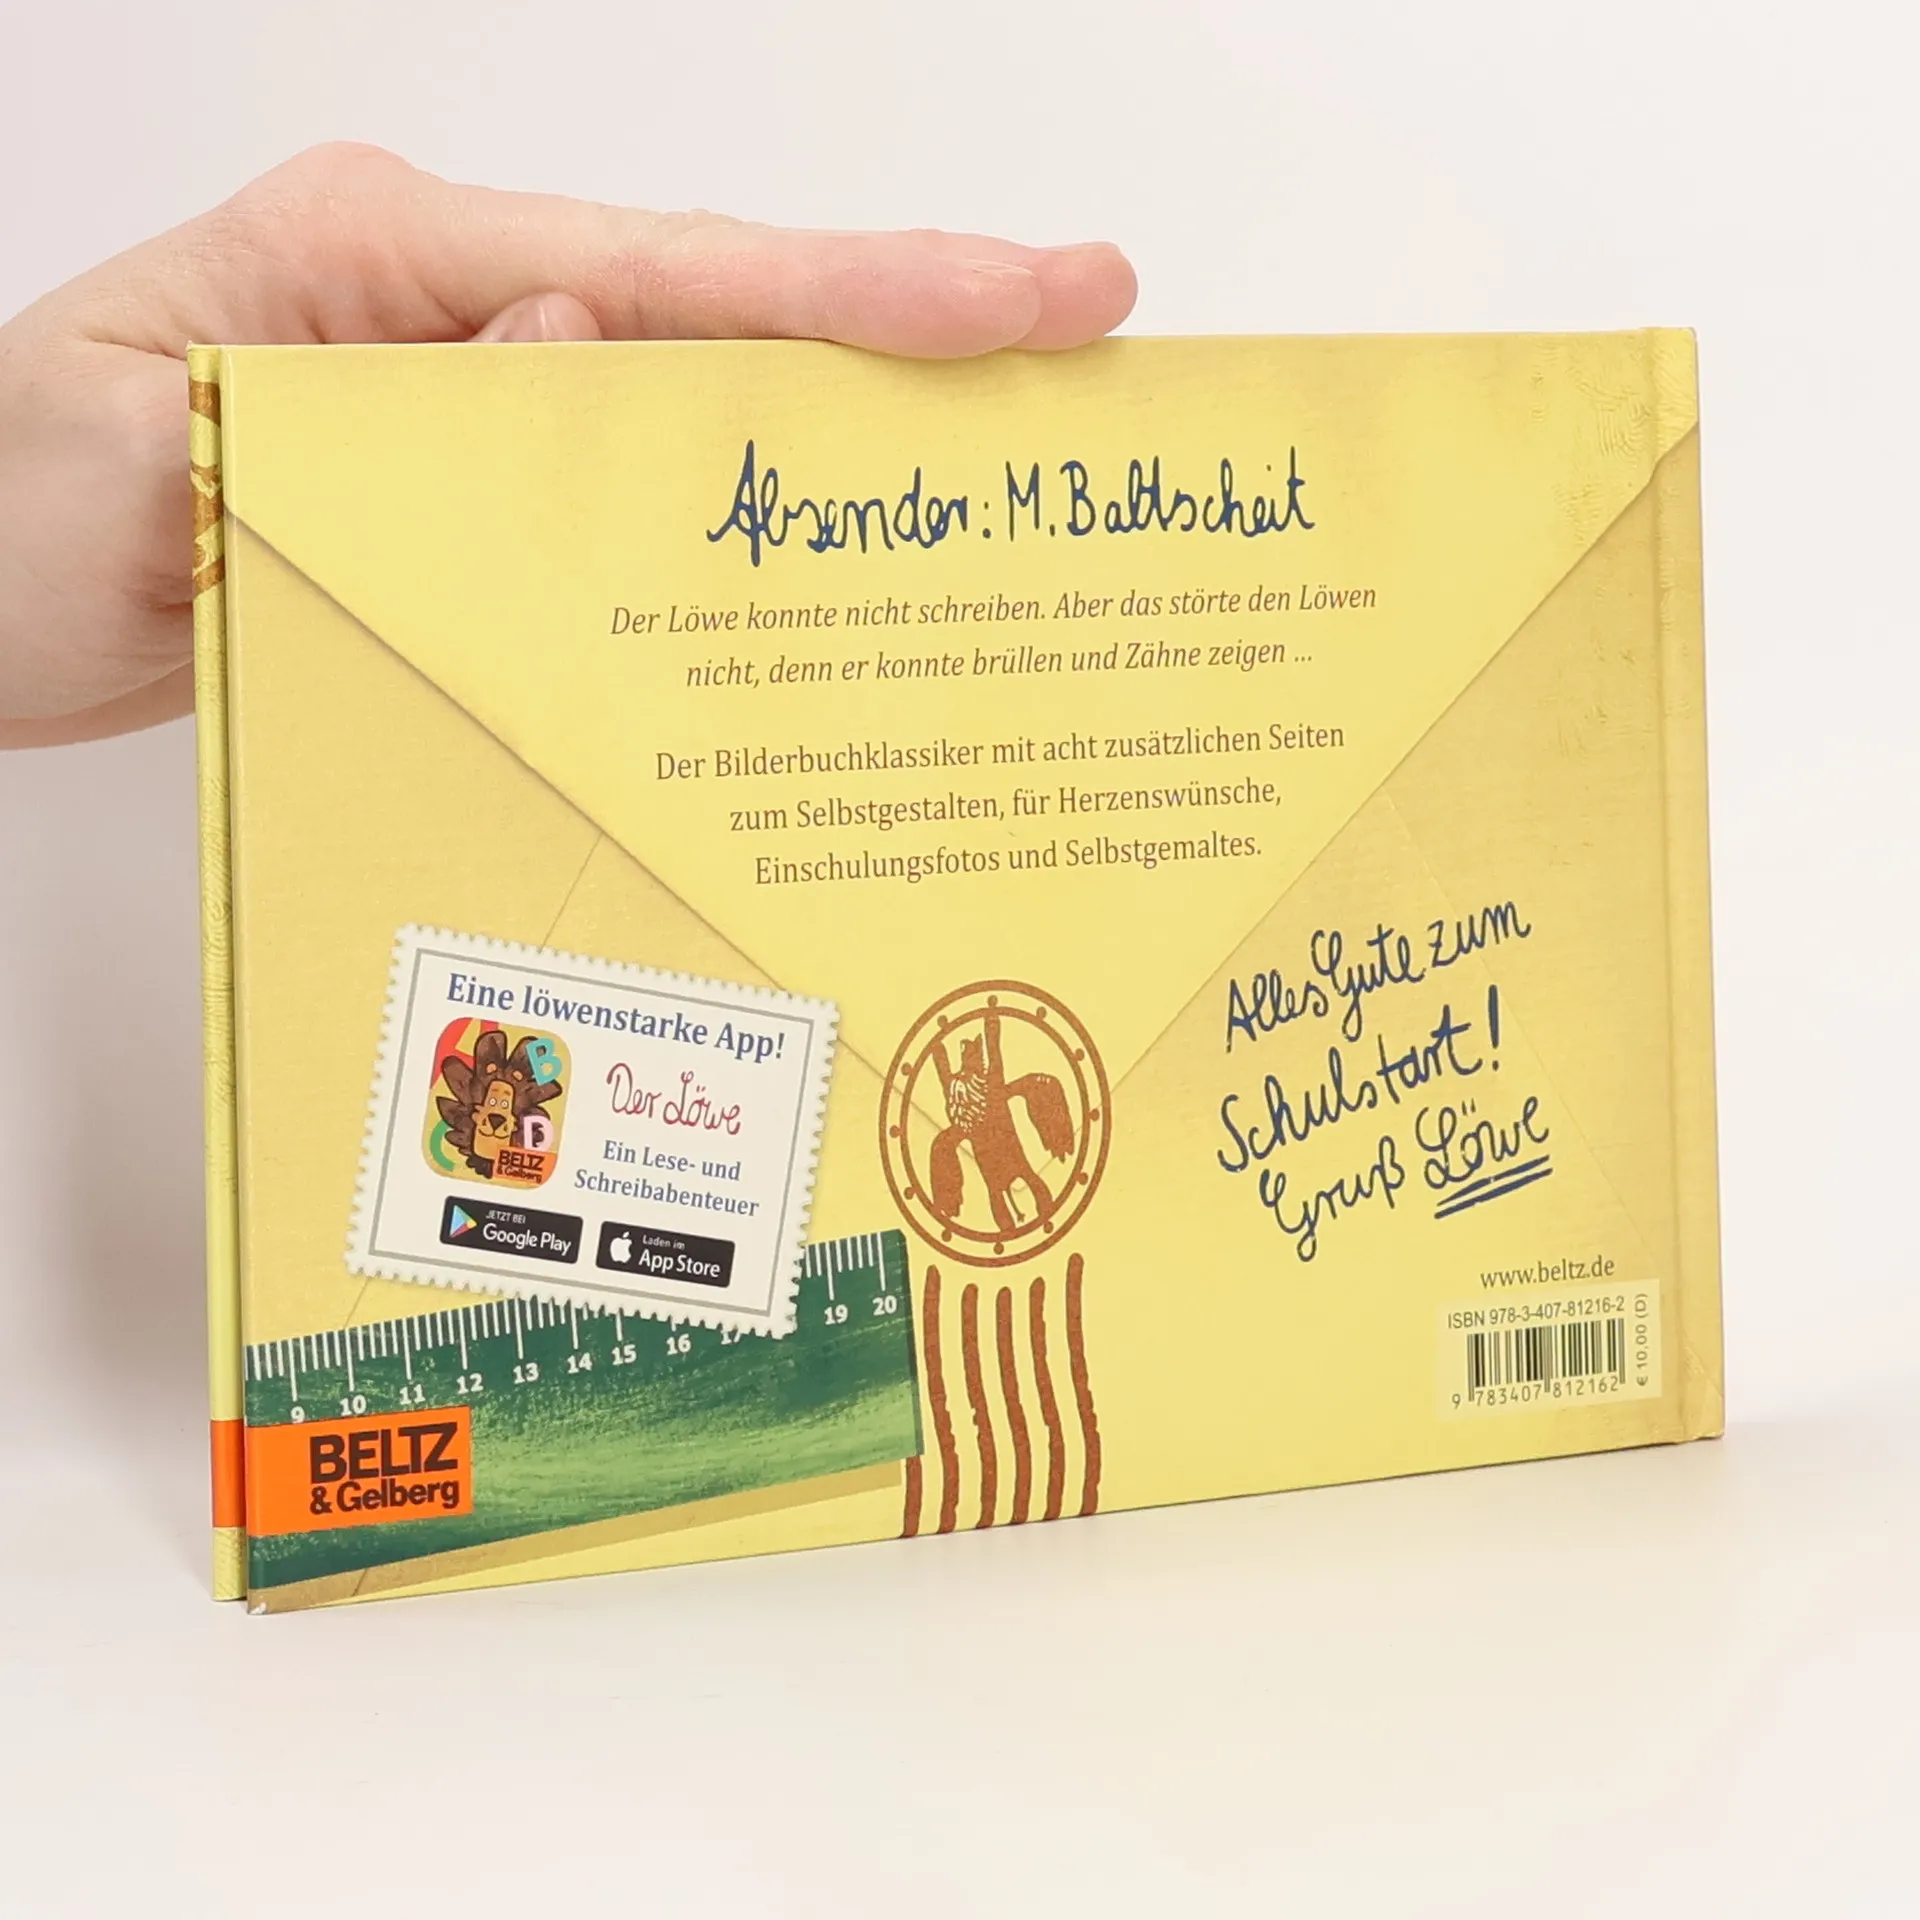 Absender: M. Baltscheit
Der Löwe konnte nicht schreiben. Aber das störte den Löwen
nicht, denn er konnte brüllen und Zähne zeigen ...
Der Bilderbuchklassiker mit acht zusätzlichen Seiten
zum Selbstgestalten, für Herzenswünsche,
Einschulungsfotos und Selbstgemaltes.
Eine löwenstarke App!
A
B
C
D
BELTZ
& Gelberg
Der Löwe
Ein Lese- und
Schreibabenteuer
JETZT BEI
Google Play
Laden im
App Store
Alles Gute zum
Schulstart!
Gruß Löwe
www.beltz.de
ISBN 978-3-407-81216-2
9 783407 812162
€ 10,00 (D)
9 10 11 12 13 14 15 16 17 19 20
BELTZ
& Gelberg